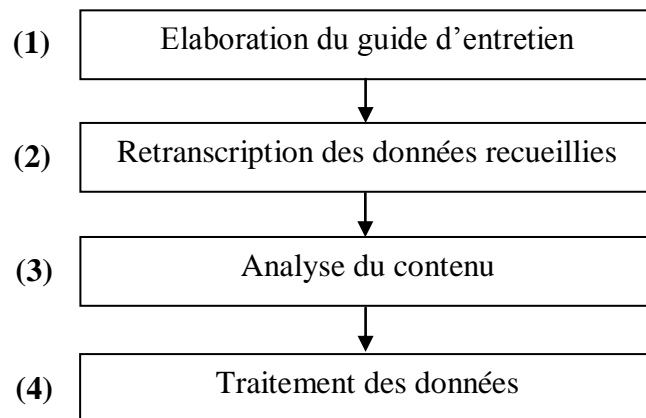 (1) Elaboration du guide d’entretien
(2) Retranscription des données recueillies
(3) Analyse du contenu
(4) Traitement des données